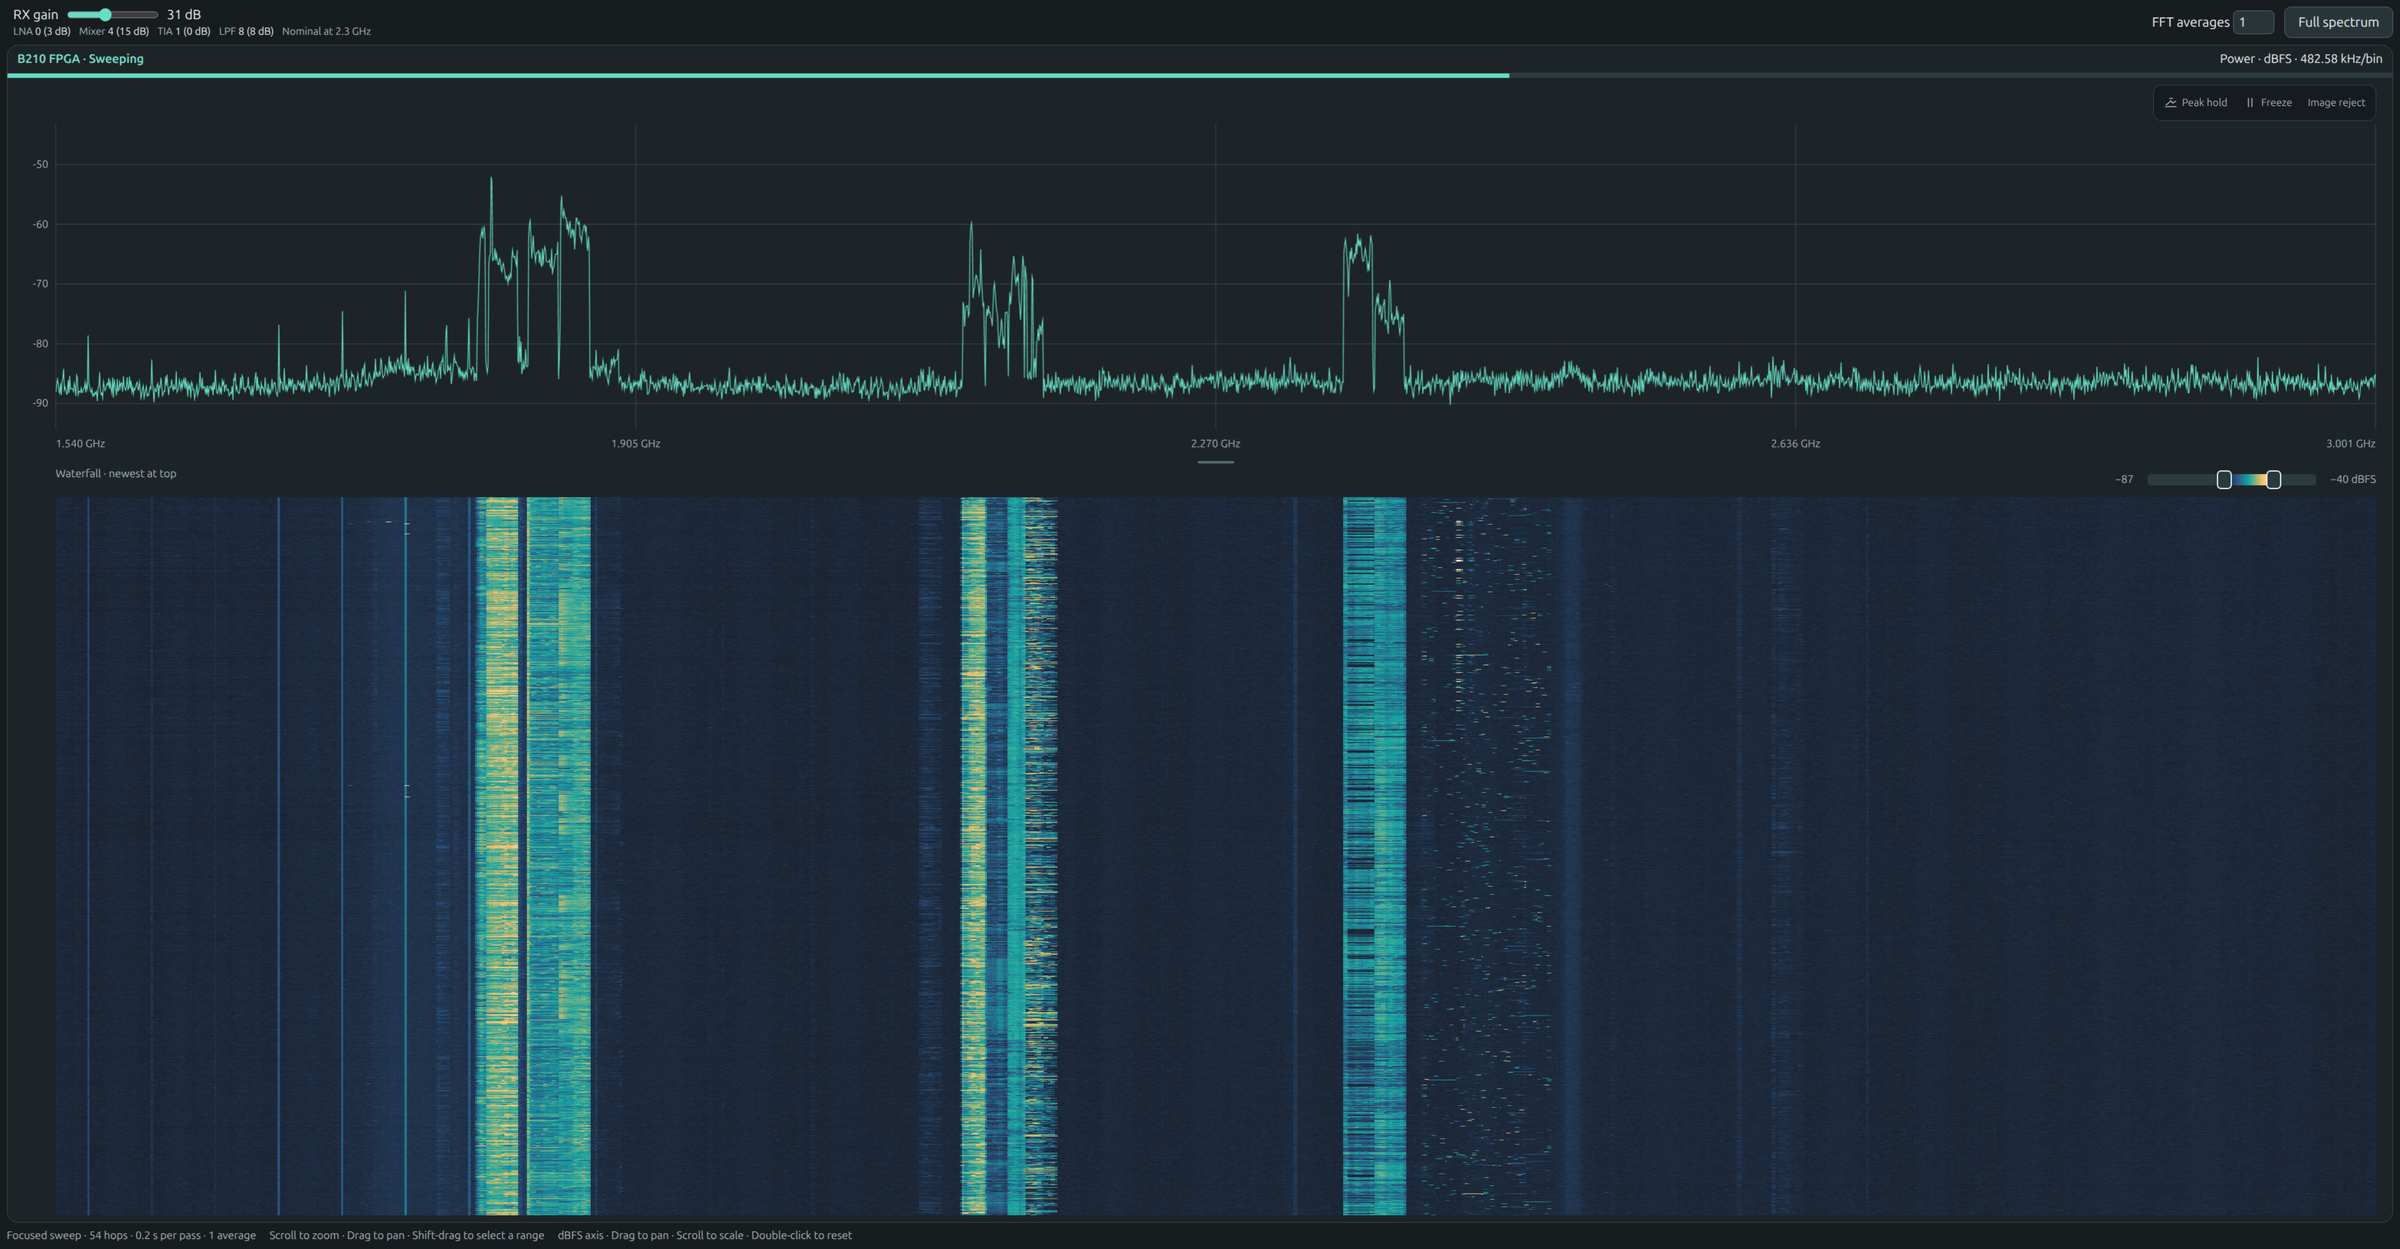 RX gain 31 dB
LNA 0 (3 dB) Mixer 4 (15 dB) TIA 1 (0 dB) LPF 8 (8 dB) Nominal at 2.3 GHz
FFT averages 1 Full spectrum
B210 FPGA · Sweeping
Power · dBFS · 482.58 kHz/bin
Peak hold Freeze Image reject
-50
-60
-70
-80
-90
1.540 GHz 1.905 GHz 2.270 GHz 2.636 GHz 3.001 GHz
Waterfall · newest at top
−87 −40 dBFS
Focused sweep · 54 hops · 0.2 s per pass · 1 average Scroll to zoom · Drag to pan · Shift-drag to select a range dBFS axis · Drag to pan · Scroll to scale · Double-click to reset